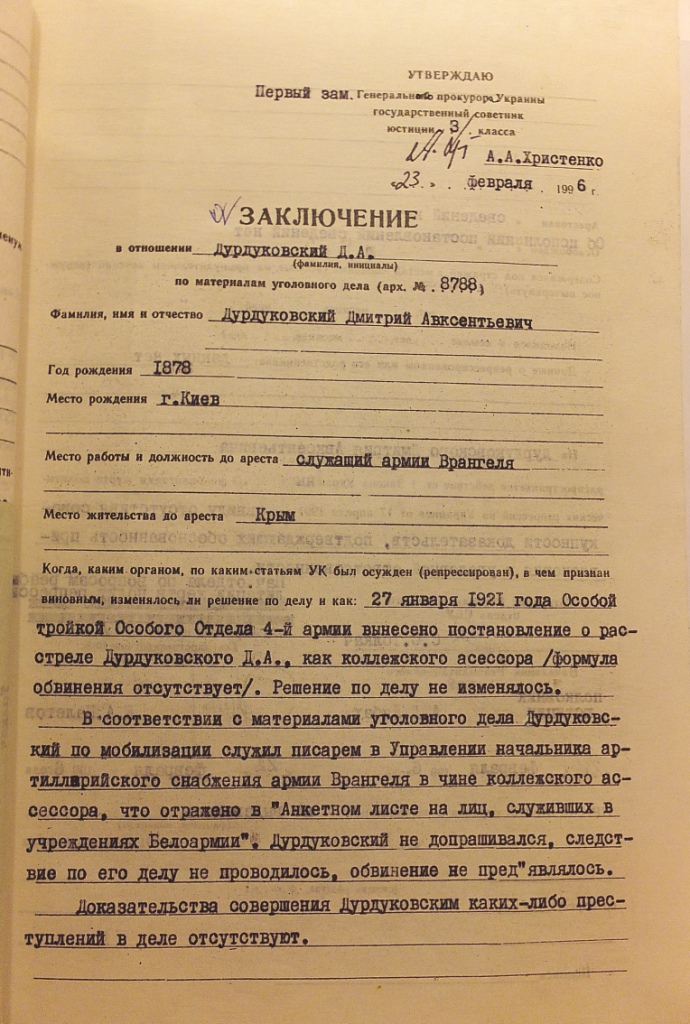 УТВЕРЖДАЮ
Первый зам. Генерального прокурора Украины
государственный советник
юстиции 3 класса
А.А.Христенко
"23" февраля 1996 г.
ЗАКЛЮЧЕНИЕ
в отношении Дурдуковский Д.А.
(фамилия, инициалы)
по материалам уголовного дела (арх. № 8788)
Фамилия, имя и отчество Дурдуковский Дмитрий Авксентьевич
Год рождения 1878
Место рождения г.Киев
Место работы и должность до ареста служащий армии Врангеля
Место жительства до ареста Крым
Когда, каким органом, по каким статьям УК был осужден (репрессирован), в чем признан
виновным, изменялось ли решение по делу и как: 27 января 1921 года Особой
тройкой Особого Отдела 4-й армии вынесено постановление о рас-
стреле Дурдуковского Д.А., как коллежского асессора /формула
обвинения отсутствует/. Решение по делу не изменялось.
В соответствии с материалами уголовного дела Дурдуковс-
кий по мобилизации служил писарем в Управлении начальника ар-
тиллирийского снабжения армии Врангеля в чине коллежского ас-
сессора, что отражено в "Анкетном листе на лиц, служивших в
учреждениях Белоармии". Дурдуковский не допрашивался, следст-
вие по его делу не проводилось, обвинение не пред"являлось.
Доказательства совершения Дурдуковским каких-либо прес-
туплений в деле отсутствуют.